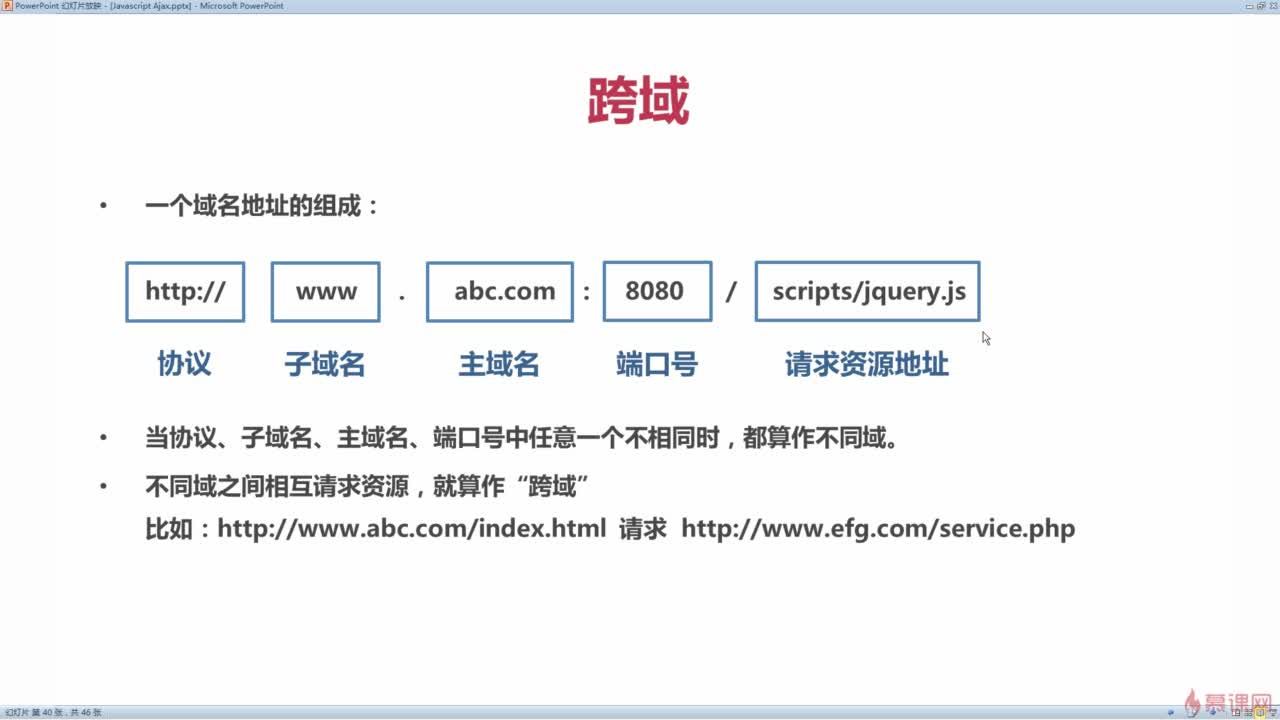 PowerPoint 幻灯片放映 - [Javascript Ajax.pptx] - Microsoft PowerPoint
跨域
• 一个域名地址的组成：
http:// www . abc.com : 8080 / scripts/jquery.js
协议 子域名 主域名 端口号 请求资源地址
• 当协议、子域名、主域名、端口号中任意一个不相同时，都算作不同域。
• 不同域之间相互请求资源，就算作“跨域”
比如：http://www.abc.com/index.html 请求 http://www.efg.com/service.php
慕课网
幻灯片 第 40 张，共 46 张